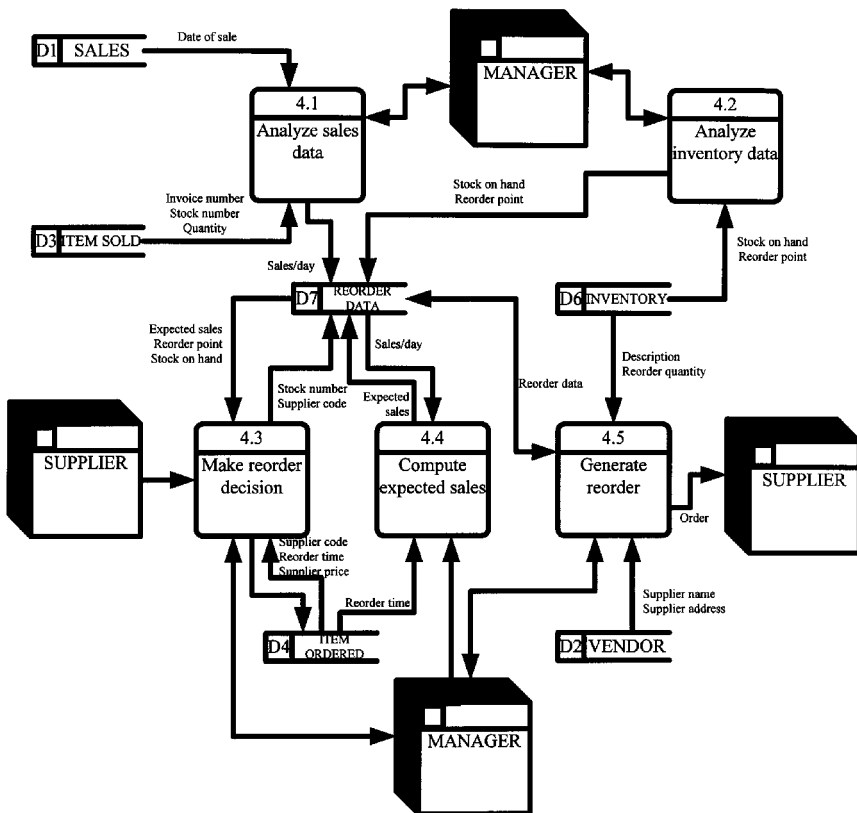 Date of sale
D1 SALES
MANAGER
4.1
Analyze sales
data
4.2
Analyze
inventory data
Invoice number
Stock number
Quantity
Stock on hand
Reorder point
D3 ITEM SOLD
Sales/day
Stock on hand
Reorder point
D7 REORDER
DATA
D6 INVENTORY
Expected sales
Reorder point
Stock on hand
Sales/day
Description
Reorder quantity
Stock number
Supplier code
Expected
sales
Reorder data
SUPPLIER
4.3
Make reorder
decision
4.4
Compute
expected sales
4.5
Generate
reorder
SUPPLIER
Order
Supplier code
Reorder time
Supplier price
Reorder time
Supplier name
Supplier address
D4 ITEM
ORDERED
D2 VENDOR
MANAGER